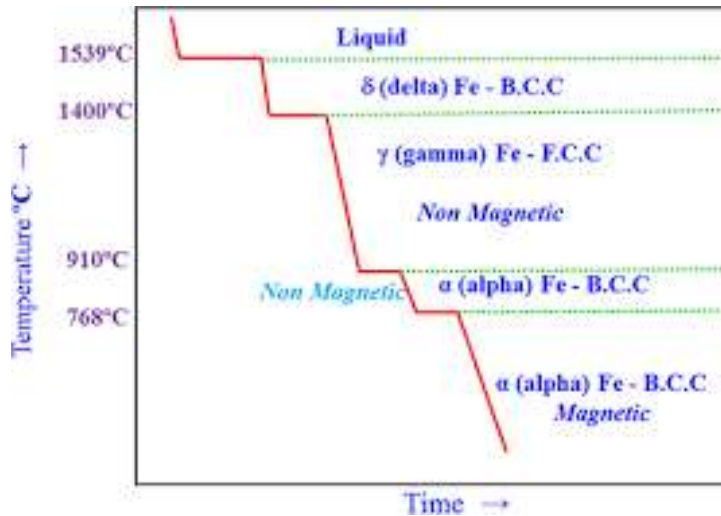 Liquid
1539°C
δ (delta) Fe - B.C.C
1400°C
γ (gamma) Fe - F.C.C
Non Magnetic
910°C
Non Magnetic
α (alpha) Fe - B.C.C
768°C
α (alpha) Fe - B.C.C
Magnetic
Temperature °C →
Time →